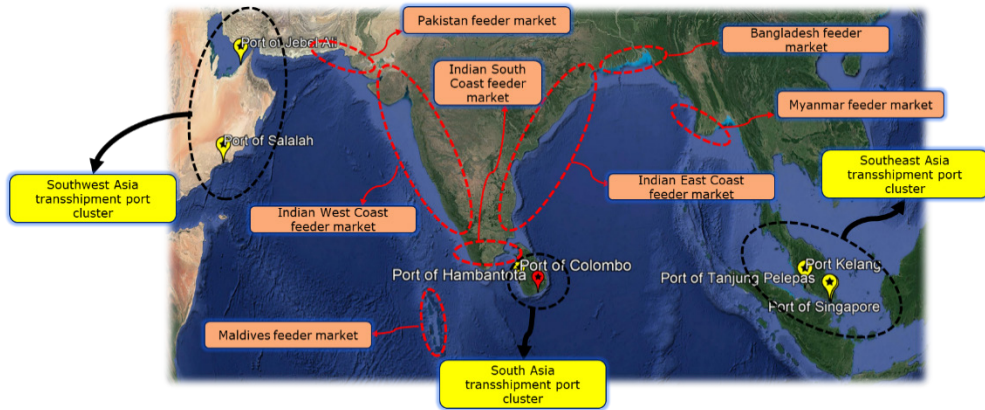 Pakistan feeder market
Bangladesh feeder
market
Port of Jebel Ali
Indian South
Coast feeder
market
Myanmar feeder market
Port of Salalah
Southeast Asia
transshipment port
cluster
Southwest Asia
transshipment port
cluster
Indian West Coast
feeder market
Indian East Coast
feeder market
Port of Colombo
Port of Hambantota
Port Kelang
Port of Tanjung Pelepas
Port of Singapore
Maldives feeder market
South Asia
transshipment port
cluster